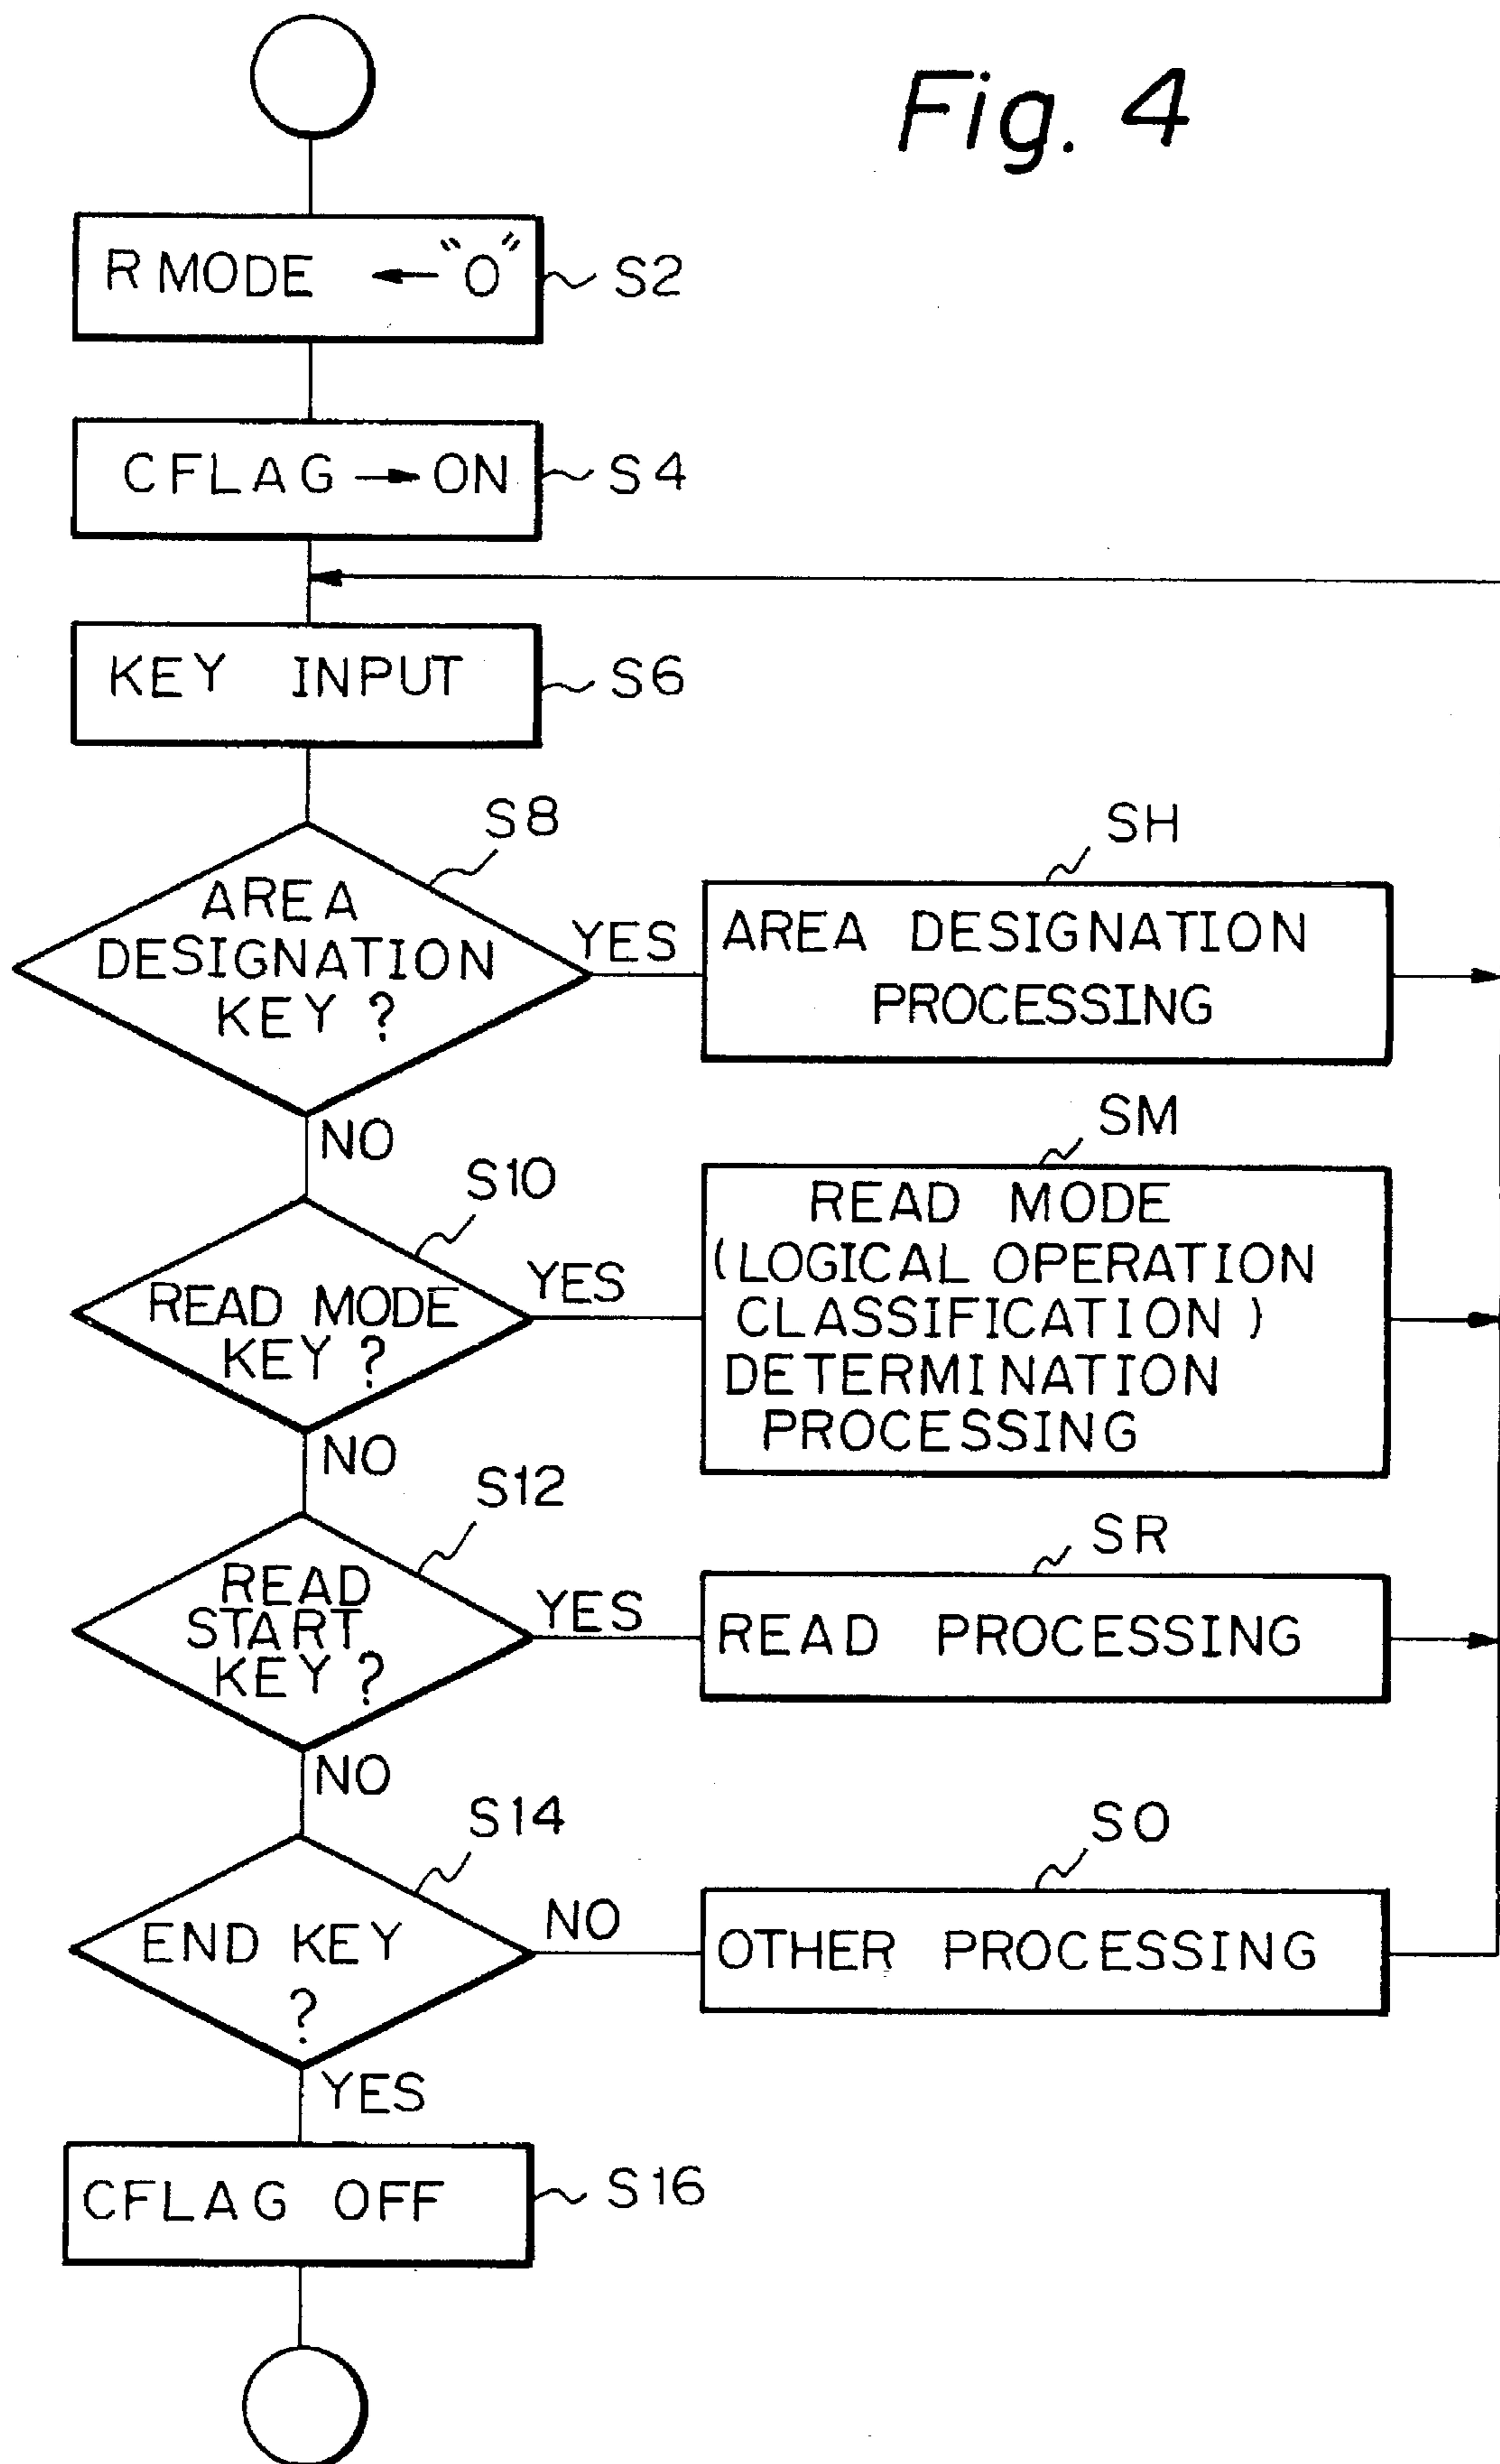 Fig. 4
RMODE ← "0"
S2
CFLAG → ON
S4
KEY INPUT
S6
S8
AREA
DESIGNATION
KEY ?
YES
NO
SH
AREA DESIGNATION
PROCESSING
S10
READ MODE
KEY ?
YES
NO
SM
READ MODE
(LOGICAL OPERATION
CLASSIFICATION)
DETERMINATION
PROCESSING
S12
READ
START
KEY ?
YES
NO
SR
READ PROCESSING
S14
END KEY
?
NO
YES
SO
OTHER PROCESSING
CFLAG OFF
S16